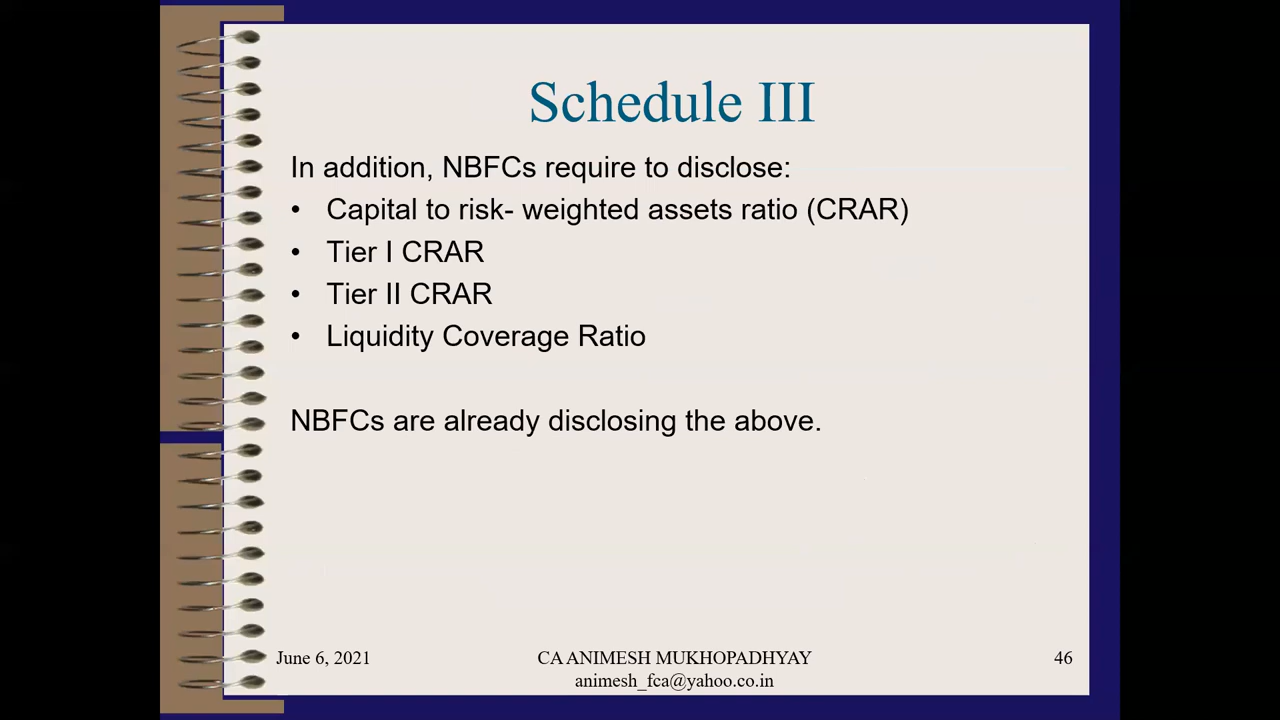 Schedule III
In addition, NBFCs require to disclose:
• Capital to risk- weighted assets ratio (CRAR)
• Tier I CRAR
• Tier II CRAR
• Liquidity Coverage Ratio
NBFCs are already disclosing the above.
June 6, 2021
CA ANIMESH MUKHOPADHYAY
animesh_fca@yahoo.co.in
46